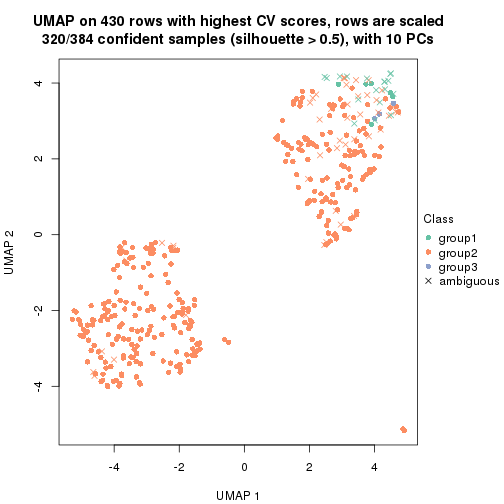 UMAP on 430 rows with highest CV scores, rows are scaled
320/384 confident samples (silhouette > 0.5), with 10 PCs
4
2
0
-2
-4
UMAP 2
-4
-2
0
2
4
UMAP 1
Class
group1
group2
group3
ambiguous